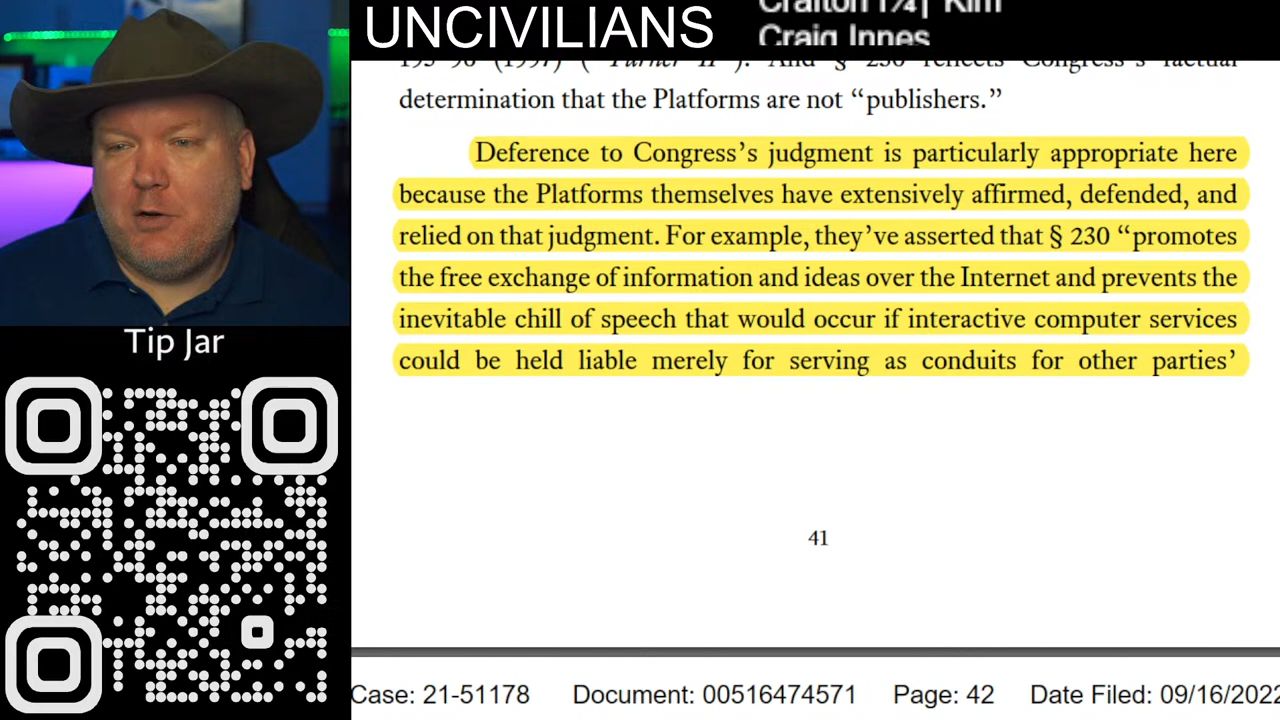 UNCIVILIANS
Craig Innes
determination that the Platforms are not “publishers.”
Deference to Congress’s judgment is particularly appropriate here
because the Platforms themselves have extensively affirmed, defended, and
relied on that judgment. For example, they’ve asserted that § 230 “promotes
the free exchange of information and ideas over the Internet and prevents the
inevitable chill of speech that would occur if interactive computer services
could be held liable merely for serving as conduits for other parties’
41
Tip Jar
Case: 21-51178 Document: 00516474571 Page: 42 Date Filed: 09/16/2022